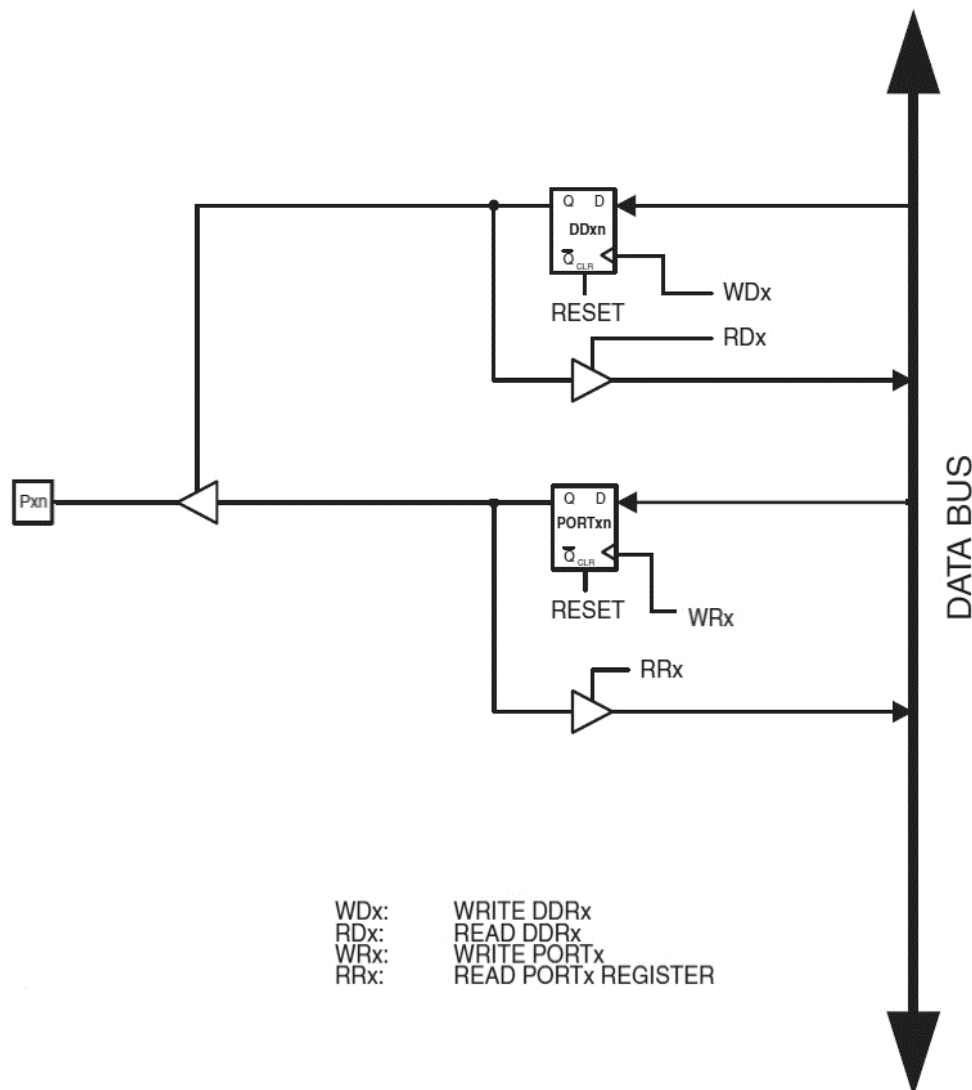 Q D
DDxn
Q CLR
WDx
RESET
RDx
Pxn
Q D
PORTxn
Q CLR
RESET
WRx
RRx
DATA BUS
WDx: WRITE DDRx
RDx: READ DDRx
WRx: WRITE PORTx
RRx: READ PORTx REGISTER